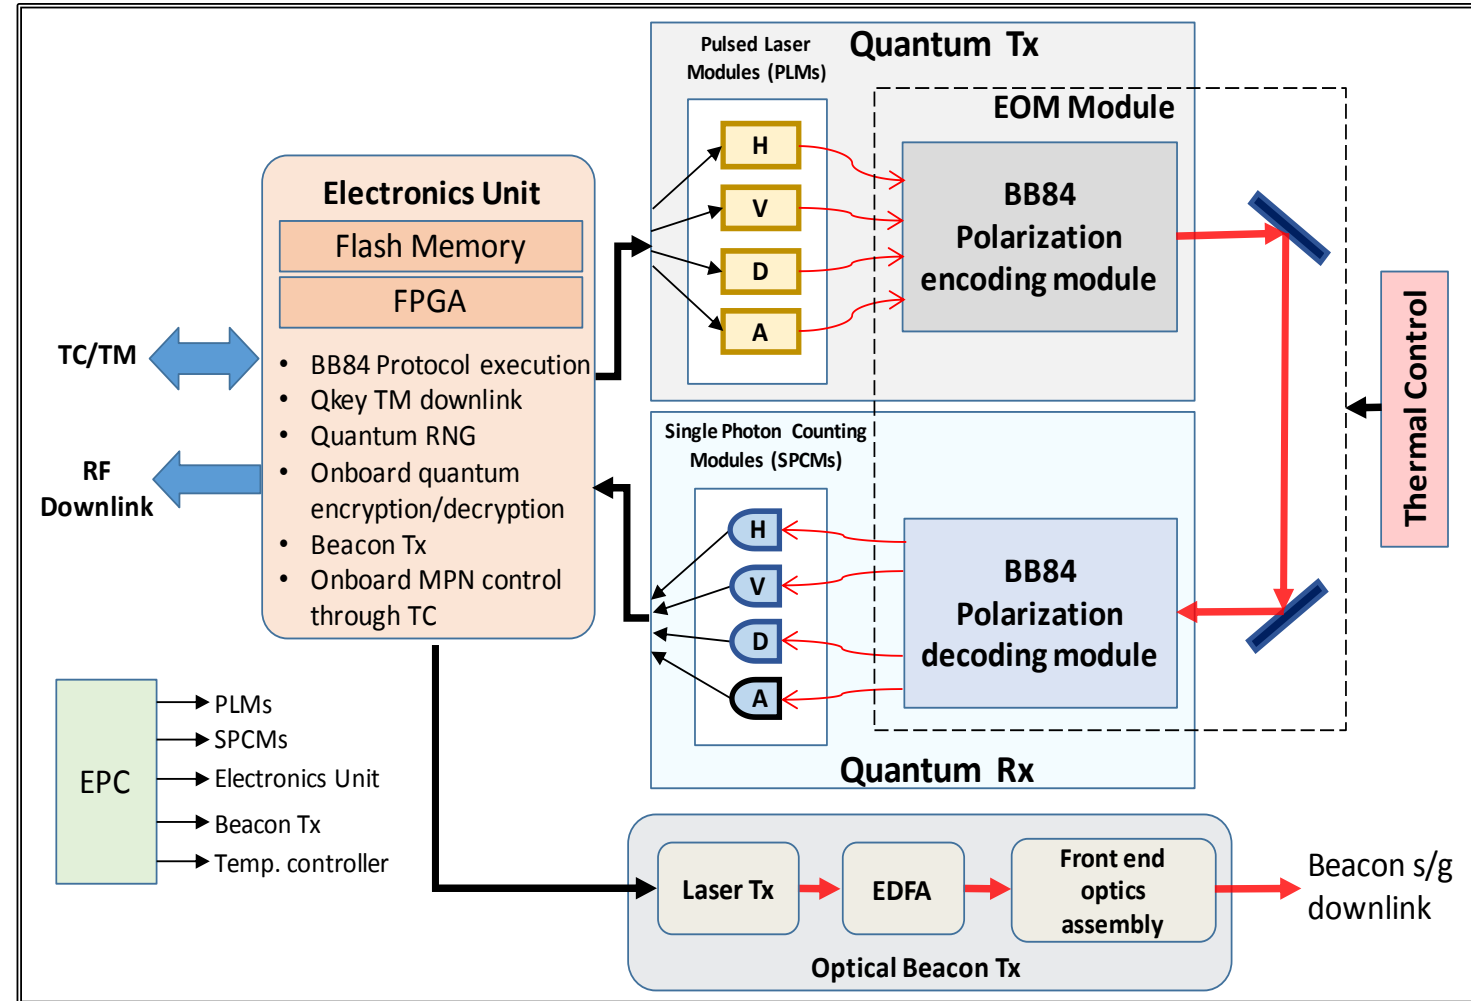 Quantum Tx
Pulsed Laser
Modules (PLMs)
EOM Module
H
V
D
A
BB84
Polarization
encoding module
Electronics Unit
Flash Memory
FPGA
• BB84 Protocol execution
• Qkey TM downlink
• Quantum RNG
• Onboard quantum
encryption/decryption
• Beacon Tx
• Onboard MPN control
through TC
TC/TM
RF
Downlink
Thermal Control
Single Photon Counting
Modules (SPCMs)
H
V
D
A
BB84
Polarization
decoding module
Quantum Rx
EPC
PLMs
SPCMs
Electronics Unit
Beacon Tx
Temp. controller
Laser Tx
EDFA
Front end
optics
assembly
Optical Beacon Tx
Beacon s/g
downlink